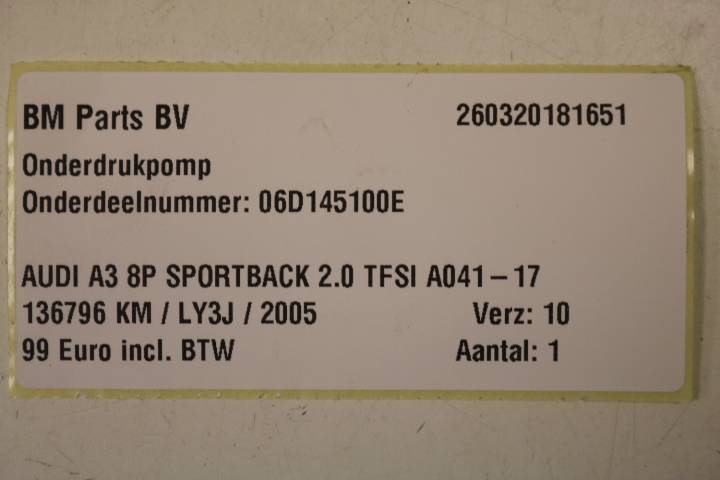 BM Parts BV 260320181651
Onderdrukpomp
Onderdeelnummer: 06D145100E
AUDI A3 8P SPORTBACK 2.0 TFSI A041-17
136796 KM / LY3J / 2005 Verz: 10
99 Euro incl. BTW Aantal: 1